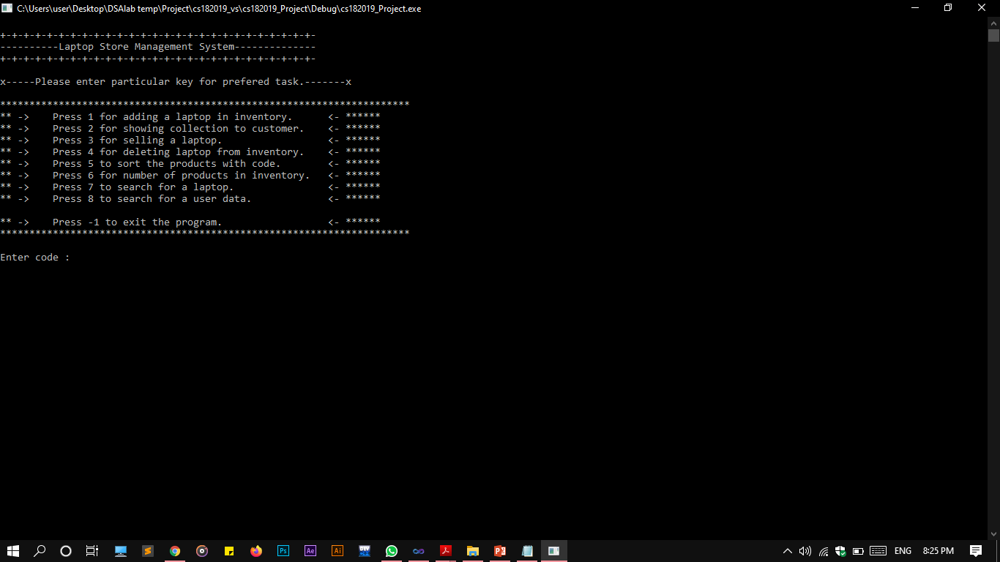 C:\Users\user\Desktop\DSAlab temp\Project\cs182019_vs\cs182019_Project\Debug\cs182019_Project.exe
+-+-+-+-+-+-+-+-+-+-+-+-+-+-+-+-+-+-+-+-+-+-+-+-+-+-+-
----------Laptop Store Management System--------------
+-+-+-+-+-+-+-+-+-+-+-+-+-+-+-+-+-+-+-+-+-+-+-+-+-+-+-
x-----Please enter particular key for prefered task.-------x
**********************************************************************
** ->    Press 1 for adding a laptop in inventory.      <- ******
** ->    Press 2 for showing collection to customer.    <- ******
** ->    Press 3 for selling a laptop.                  <- ******
** ->    Press 4 for deleting laptop from inventory.    <- ******
** ->    Press 5 to sort the products with code.        <- ******
** ->    Press 6 for number of products in inventory.   <- ******
** ->    Press 7 to search for a laptop.                <- ******
** ->    Press 8 to search for a user data.             <- ******
** ->    Press -1 to exit the program.                  <- ******
**********************************************************************
Enter code :
Ps Ae Ai ENG 8:25 PM